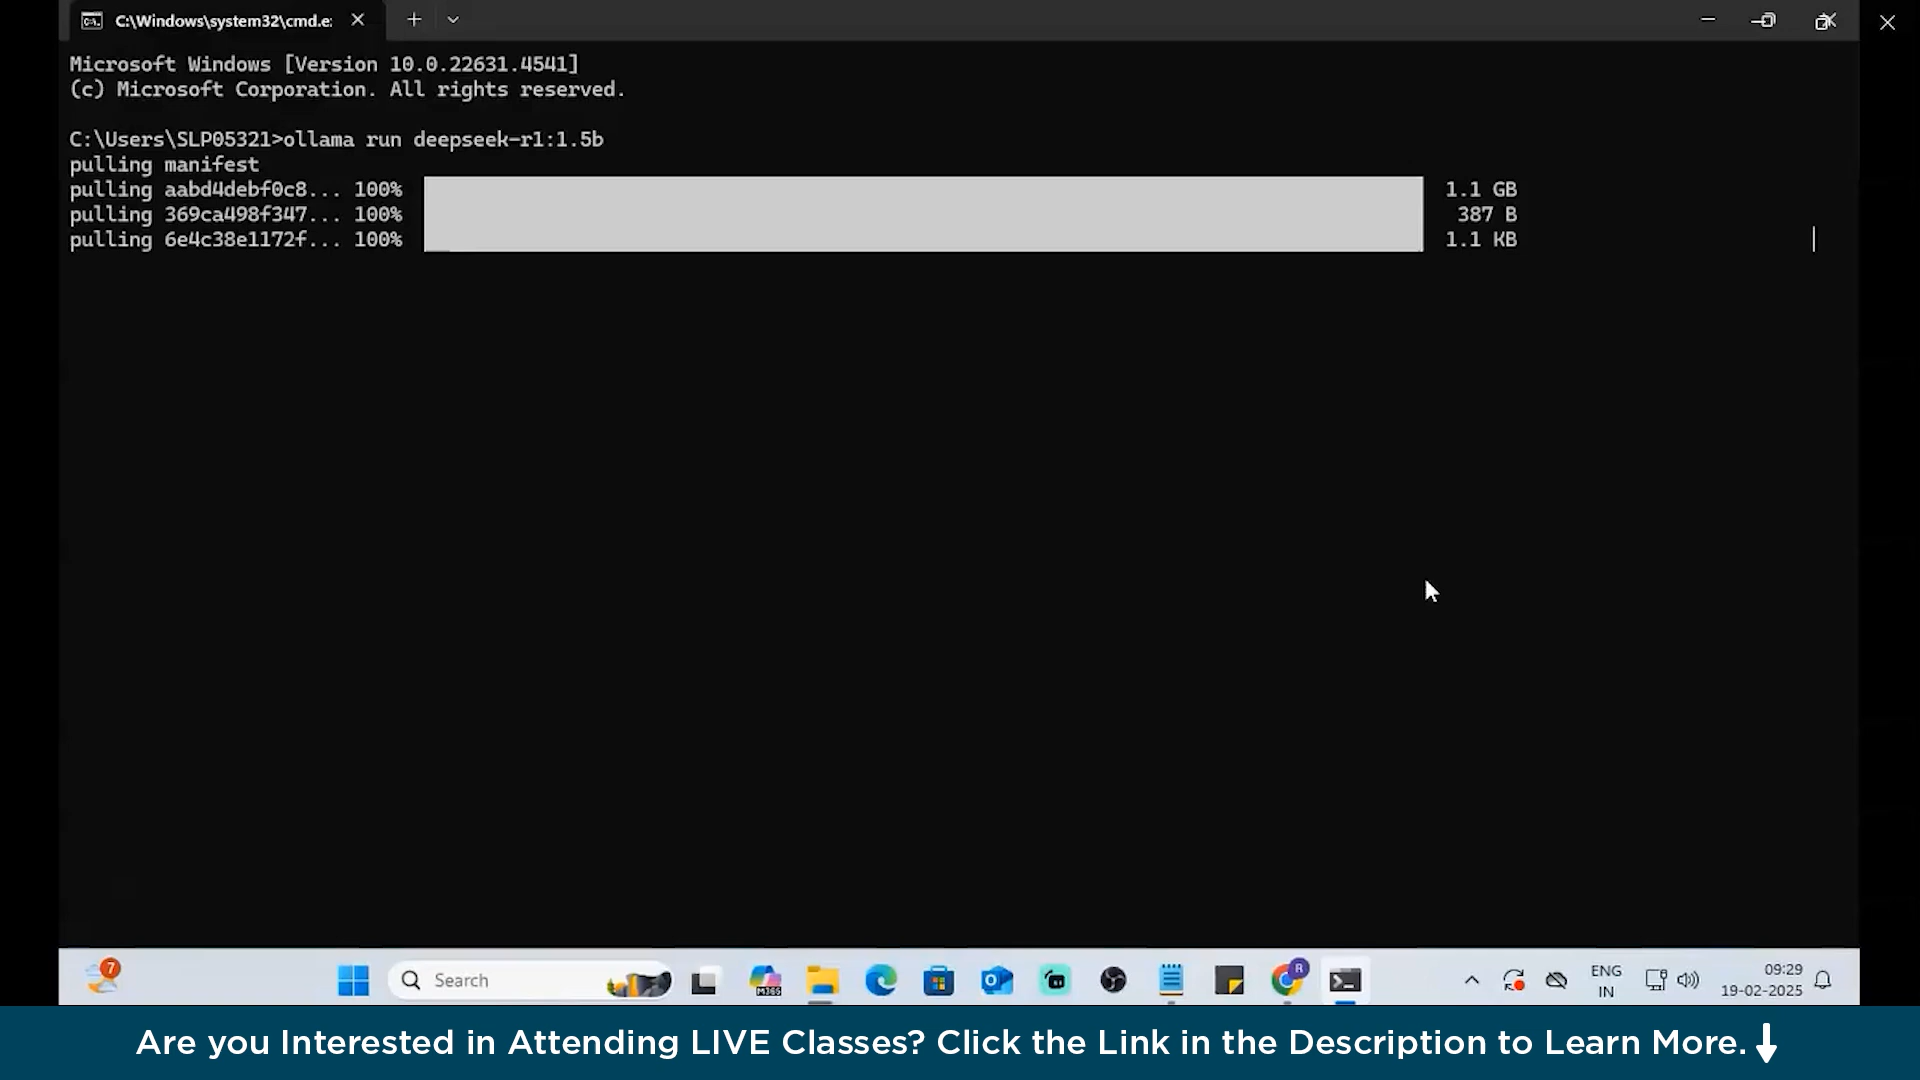 C:\Windows\system32\cmd.e:
Microsoft Windows [Version 10.0.22631.4541]
(c) Microsoft Corporation. All rights reserved.
C:\Users\SLP05321>ollama run deepseek-r1:1.5b
pulling manifest
pulling aabd4debf0c8... 100% 1.1 GB
pulling 369ca498f347... 100% 387 B
pulling 6e4c38e1172f... 100% 1.1 KB
7
Search
M365
R
ENG
IN
09:29
19-02-2025
Are you Interested in Attending LIVE Classes? Click the Link in the Description to Learn More.